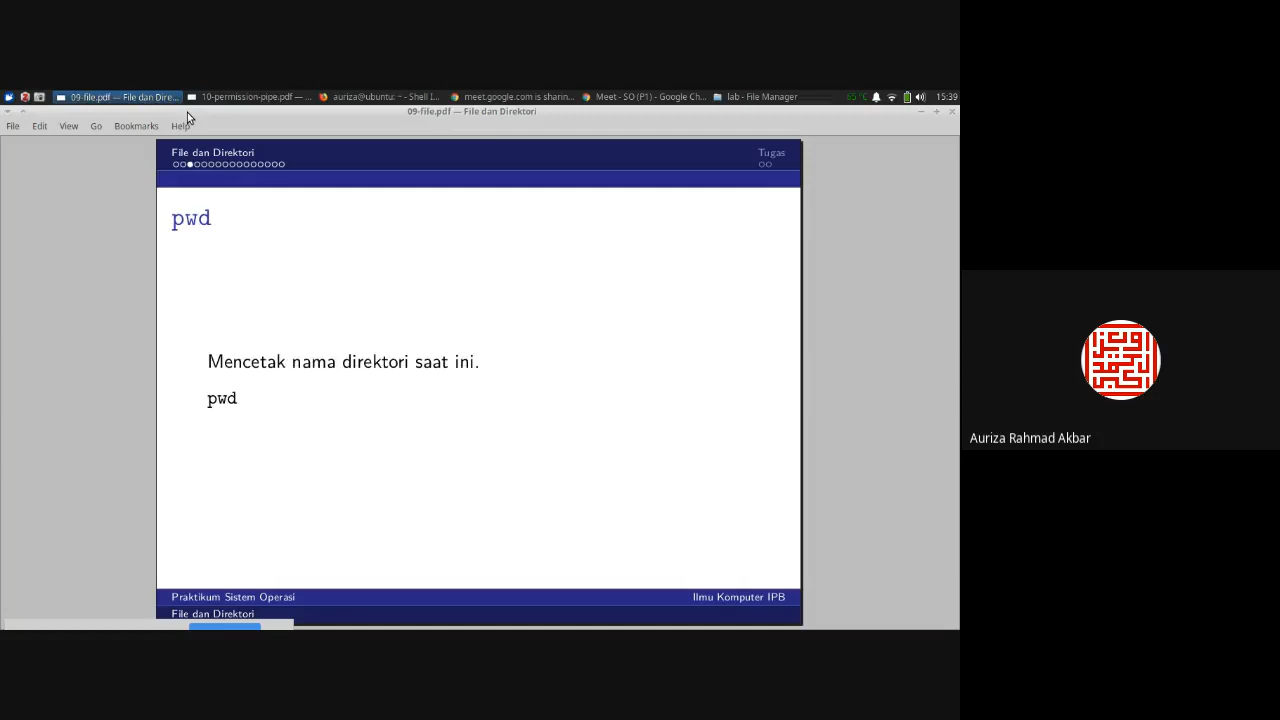 09-file.pdf — File dan Dire...
10-permission-pipe.pdf — ...
auriza@ubuntu: ~ - Shell I...
meet.google.com is sharin...
Meet - SO (P1) - Google Ch...
lab - File Manager
65°C
15:39
09-file.pdf — File dan Direktori
File Edit View Go Bookmarks Help
File dan Direktori
Tugas
pwd
Mencetak nama direktori saat ini.
pwd
Praktikum Sistem Operasi
Ilmu Komputer IPB
File dan Direktori
Auriza Rahmad Akbar